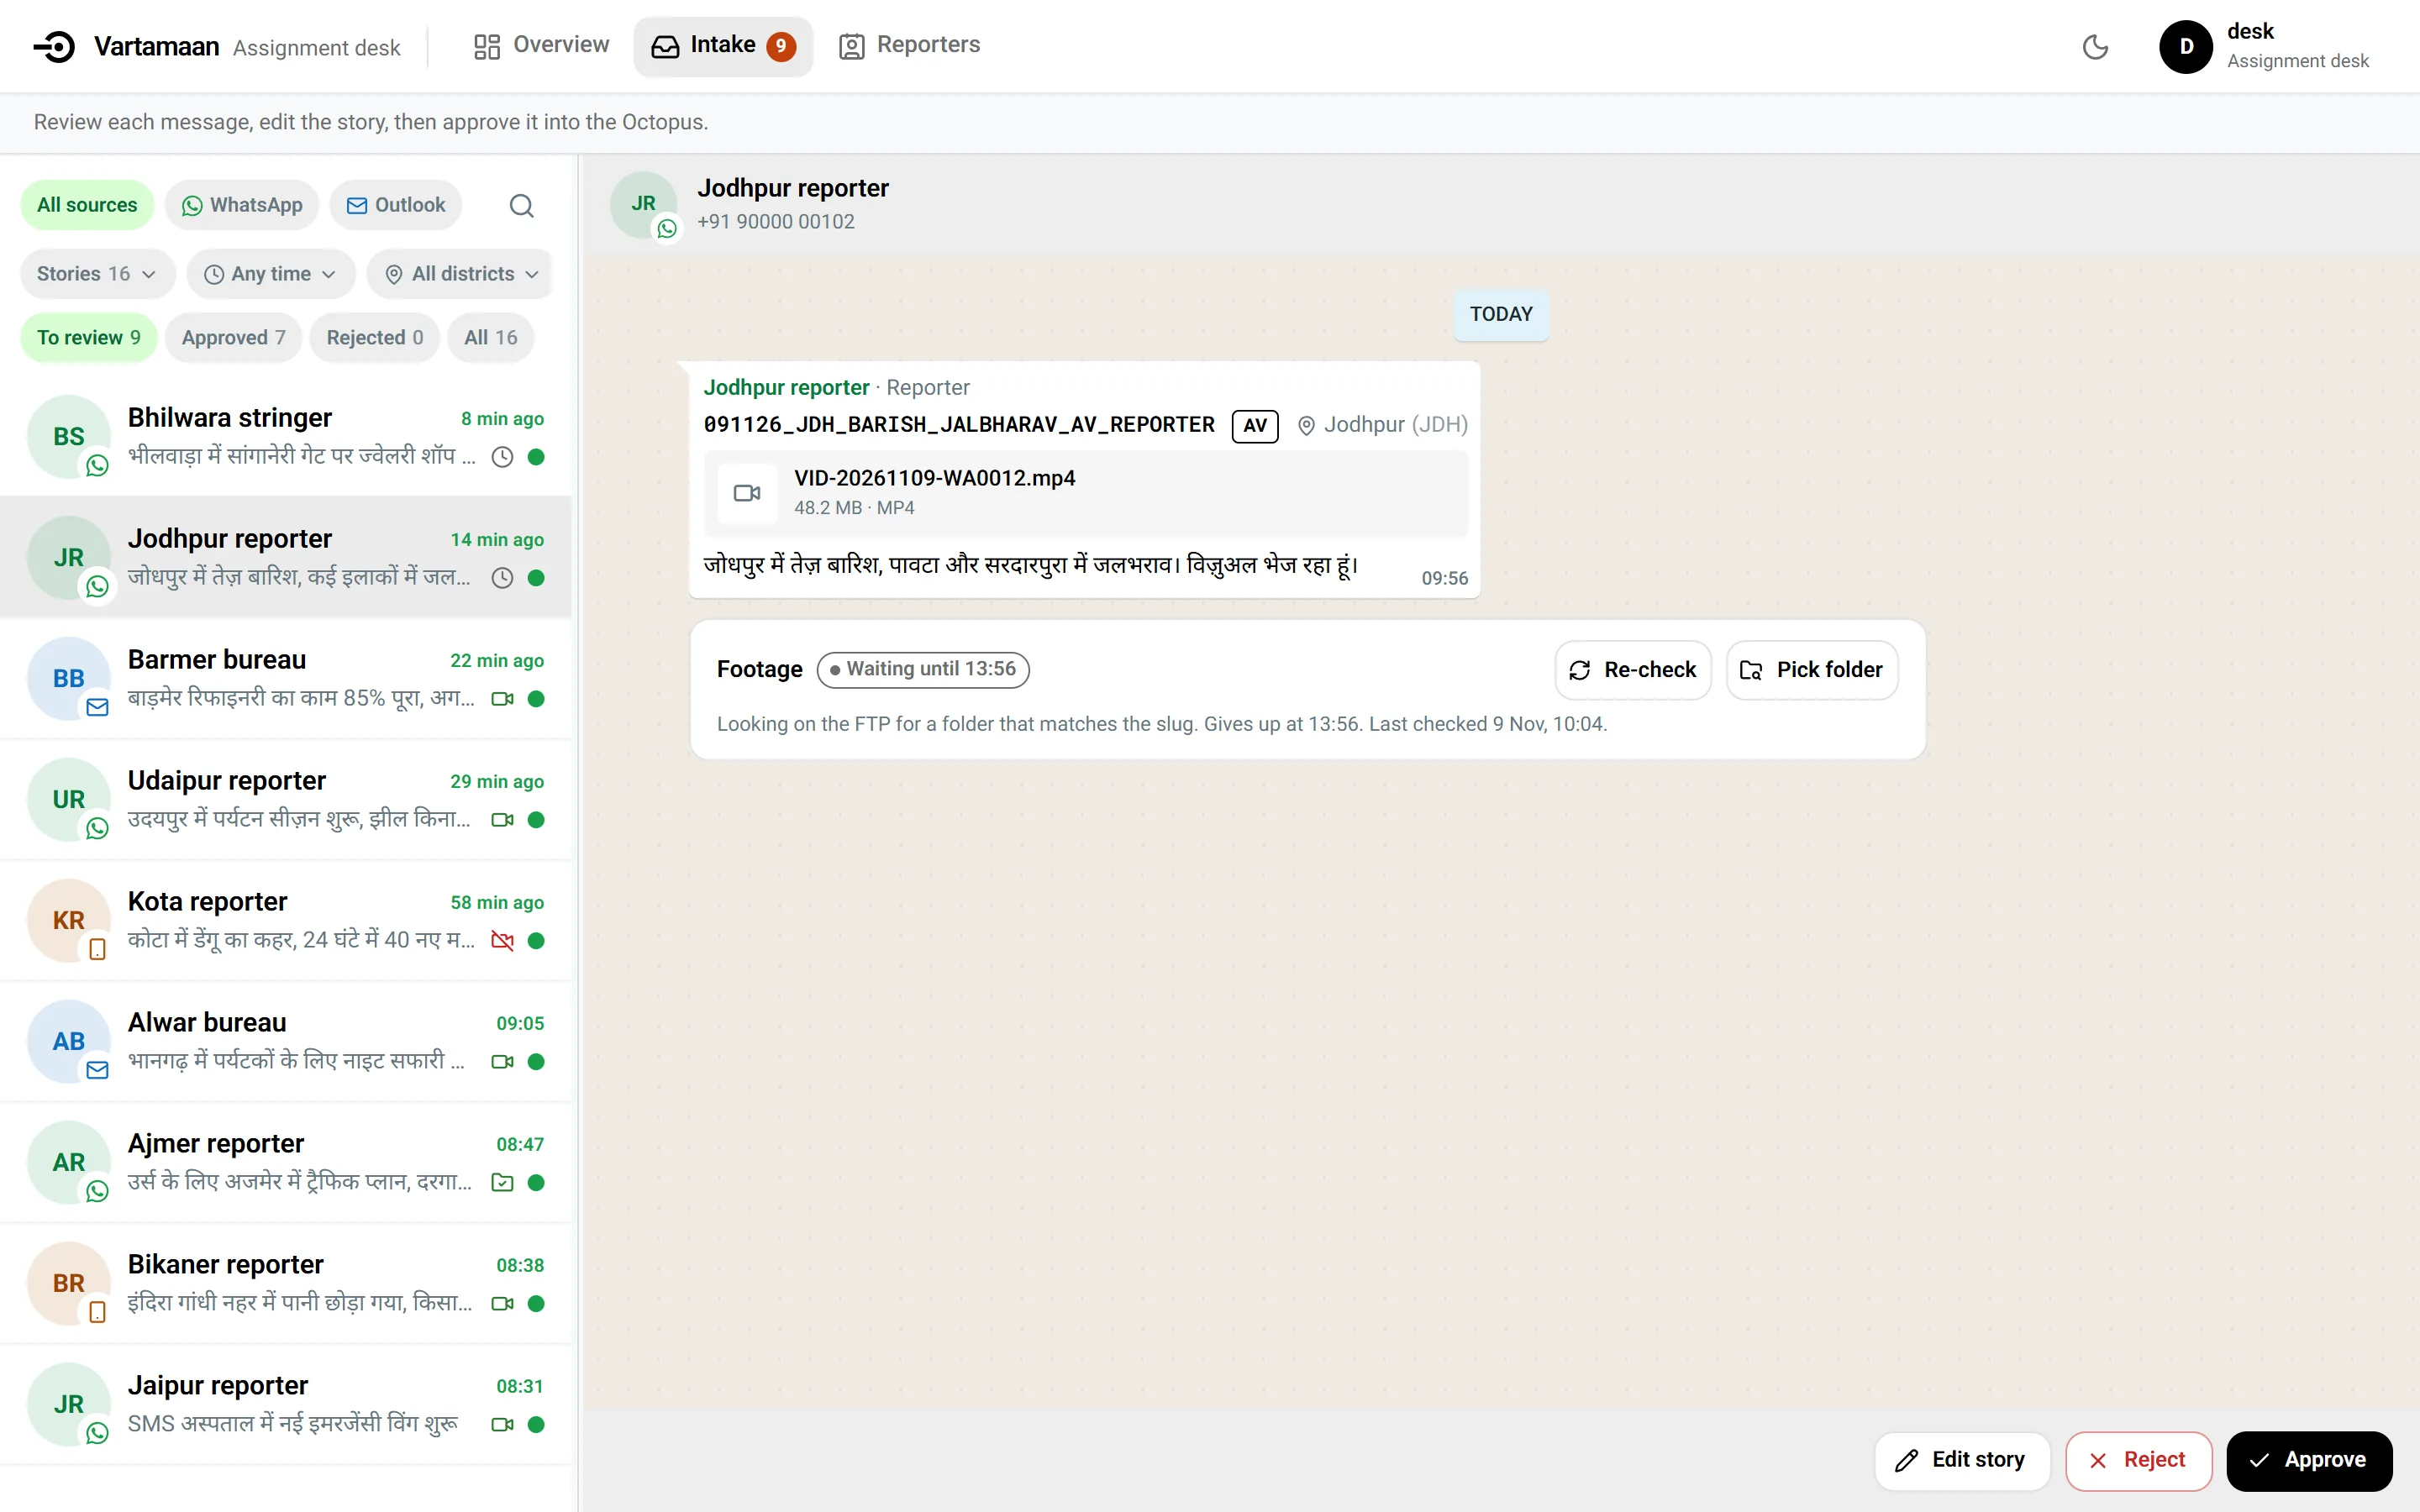 Vartamaan Assignment desk
Overview
Intake 9
Reporters
D
desk
Assignment desk
Review each message, edit the story, then approve it into the Octopus.
All sources
WhatsApp
Outlook
Stories 16
Any time
All districts
To review 9
Approved 7
Rejected 0
All 16
BS
Bhilwara stringer
8 min ago
भीलवाड़ा में सांगानेरी गेट पर ज्वेलरी शॉप ...
JR
Jodhpur reporter
14 min ago
जोधपुर में तेज़ बारिश, कई इलाकों में जल...
BB
Barmer bureau
22 min ago
बाड़मेर रिफाइनरी का काम 85% पूरा, अग...
UR
Udaipur reporter
29 min ago
उदयपुर में पर्यटन सीज़न शुरू, झील किना...
KR
Kota reporter
58 min ago
कोटा में डेंगू का कहर, 24 घंटे में 40 नए म...
AB
Alwar bureau
09:05
भानगढ़ में पर्यटकों के लिए नाइट सफारी ...
AR
Ajmer reporter
08:47
उर्स के लिए अजमेर में ट्रैफिक प्लान, दरगा...
BR
Bikaner reporter
08:38
इंदिरा गांधी नहर में पानी छोड़ा गया, किसा...
JR
Jaipur reporter
08:31
SMS अस्पताल में नई इमरजेंसी विंग शुरू
JR
Jodhpur reporter
+91 90000 00102
TODAY
Jodhpur reporter · Reporter
091126_JDH_BARISH_JALBHARAV_AV_REPORTER AV Jodhpur (JDH)
VID-20261109-WA0012.mp4
48.2 MB · MP4
जोधपुर में तेज़ बारिश, पावटा और सरदारपुरा में जलभराव। विज़ुअल भेज रहा हूं।
09:56
Footage
Waiting until 13:56
Re-check
Pick folder
Looking on the FTP for a folder that matches the slug. Gives up at 13:56. Last checked 9 Nov, 10:04.
Edit story
Reject
Approve